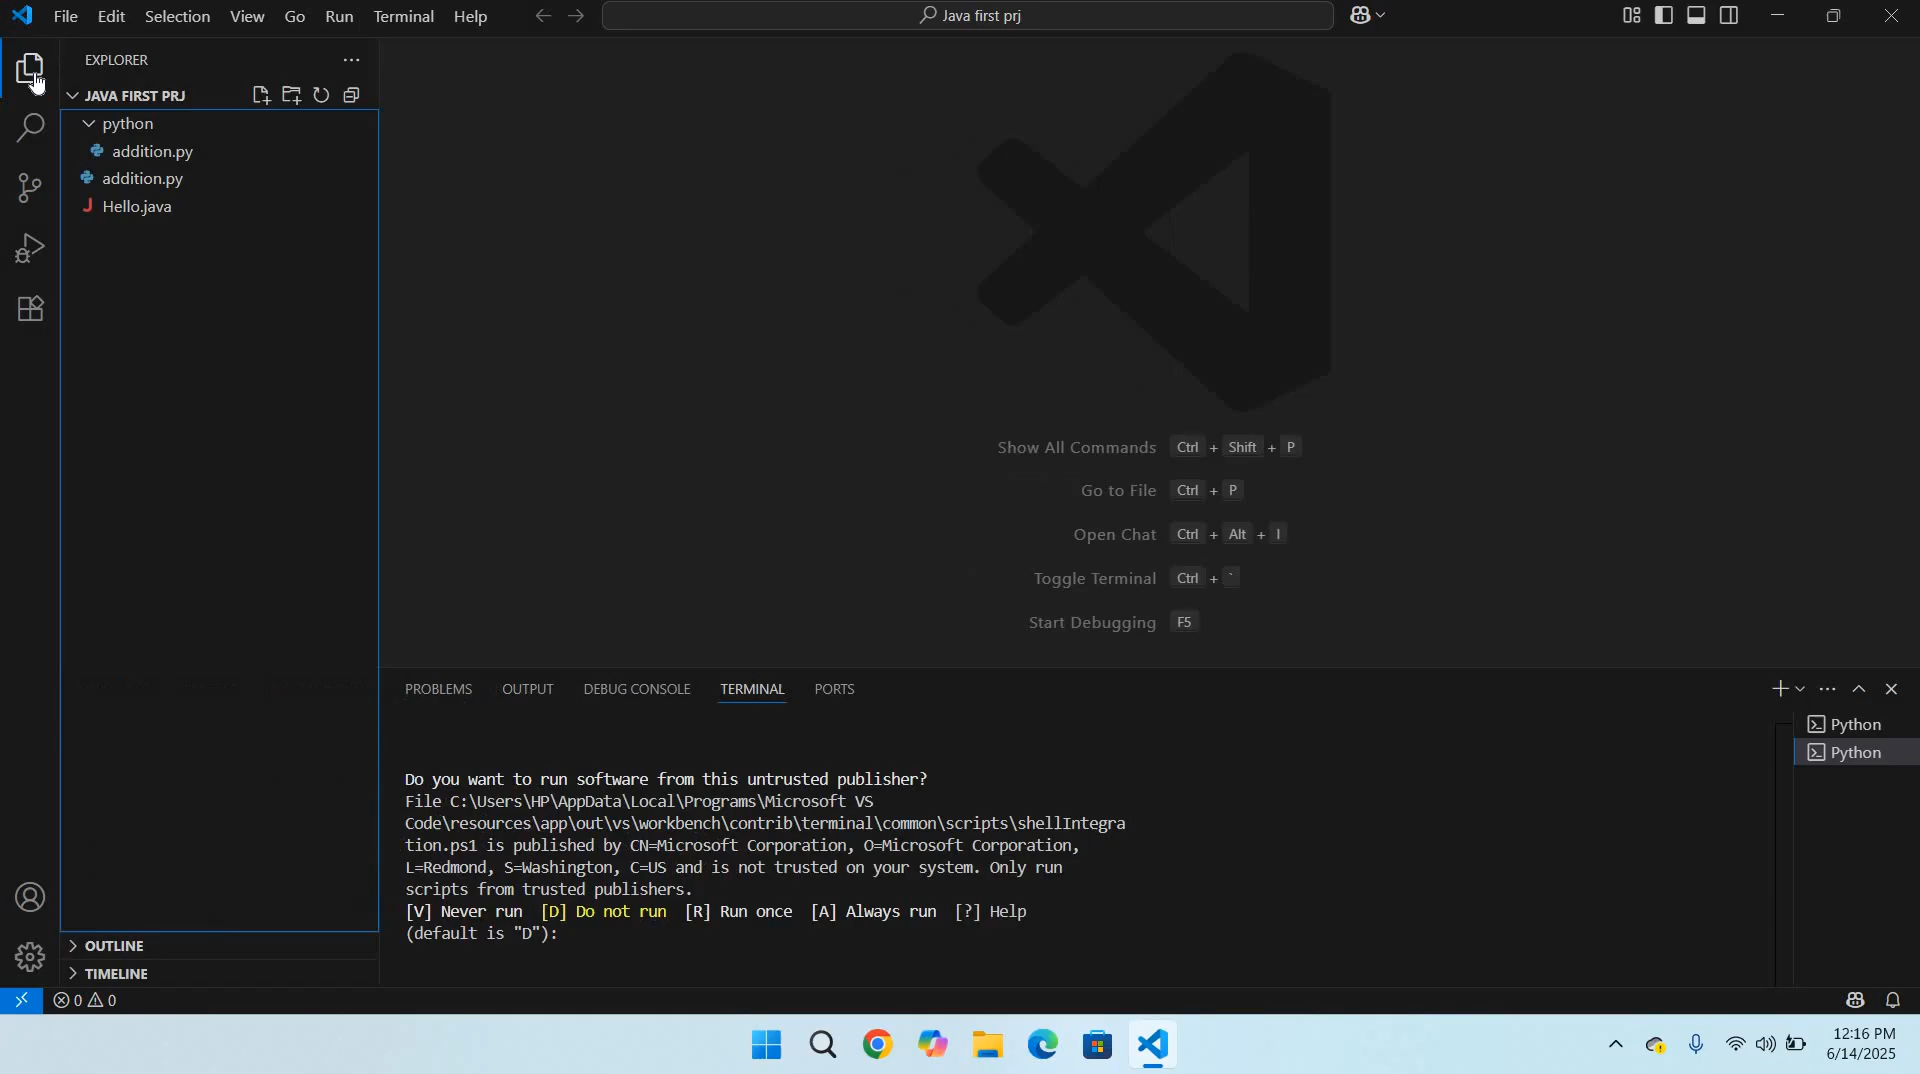 File Edit Selection View Go Run Terminal Help
Java first prj
EXPLORER
JAVA FIRST PRJ
python
addition.py
addition.py
Hello.java
Show All Commands Ctrl + Shift + P
Go to File Ctrl + P
Open Chat Ctrl + Alt + I
Toggle Terminal Ctrl + `
Start Debugging F5
PROBLEMS OUTPUT DEBUG CONSOLE TERMINAL PORTS
Python
Python
Do you want to run software from this untrusted publisher?
File C:\Users\HP\AppData\Local\Programs\Microsoft VS
Code\resources\app\out\vs\workbench\contrib\terminal\common\scripts\shellIntegra
tion.ps1 is published by CN=Microsoft Corporation, O=Microsoft Corporation,
L=Redmond, S=Washington, C=US and is not trusted on your system. Only run
scripts from trusted publishers.
[V] Never run [D] Do not run [R] Run once [A] Always run [?] Help
(default is "D"):
OUTLINE
TIMELINE
0 0
12:16 PM
6/14/2025